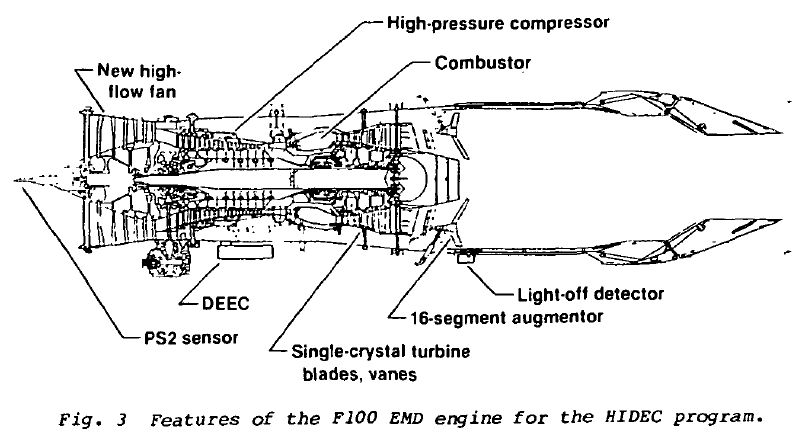 High-pressure compressor
Combustor
New high-
flow fan
DEEC
Light-off detector
16-segment augmentor
PS2 sensor
Single-crystal turbine
blades, vanes
Fig. 3 Features of the F100 EMD engine for the HIDEC program.